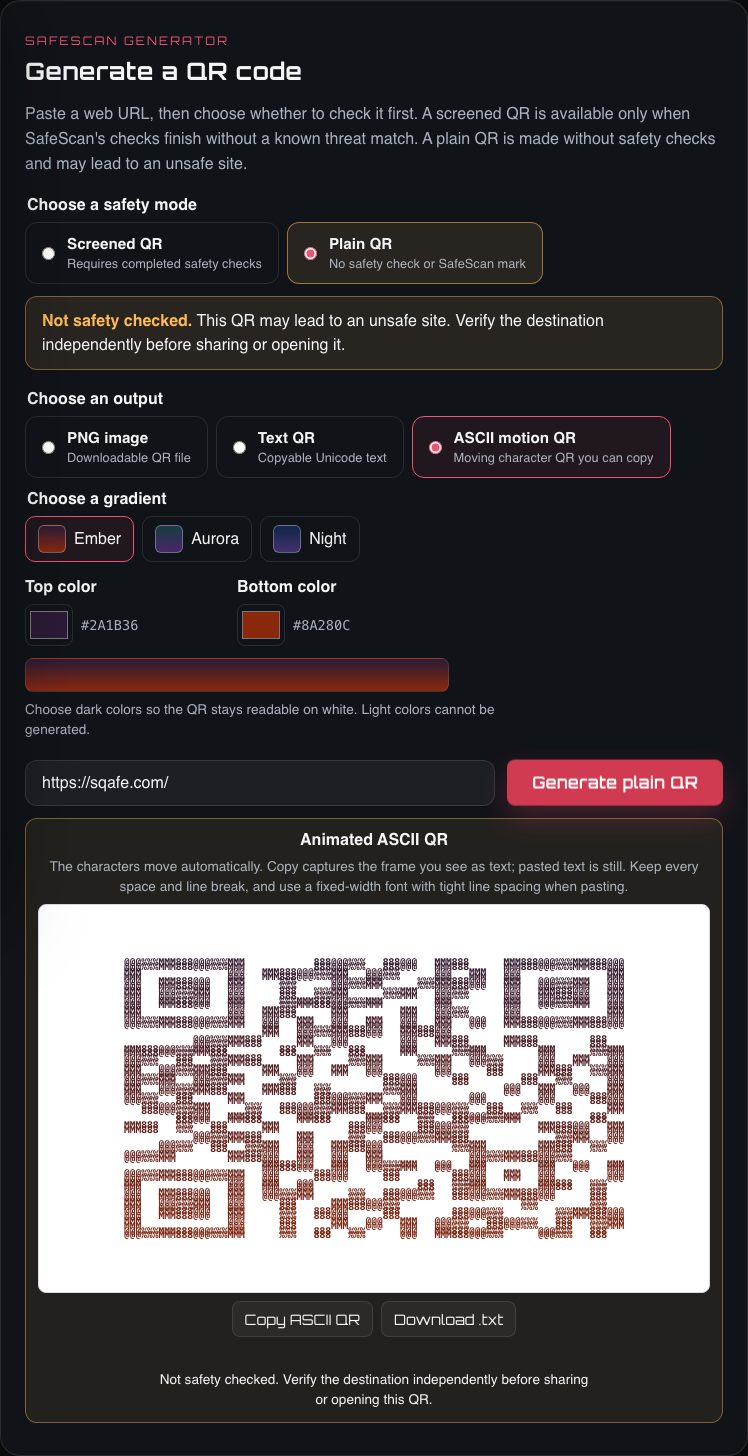 SAFESCAN GENERATOR
Generate a QR code
Paste a web URL, then choose whether to check it first. A screened QR is available only when
SafeScan's checks finish without a known threat match. A plain QR is made without safety checks
and may lead to an unsafe site.
Choose a safety mode
Screened QR
Requires completed safety checks
Plain QR
No safety check or SafeScan mark
Not safety checked. This QR may lead to an unsafe site. Verify the destination
independently before sharing or opening it.
Choose an output
PNG image
Downloadable QR file
Text QR
Copyable Unicode text
ASCII motion QR
Moving character QR you can copy
Choose a gradient
Ember
Aurora
Night
Top color
Bottom color
#2A1B36
#8A280C
Choose dark colors so the QR stays readable on white. Light colors cannot be
generated.
https://sqafe.com/
Generate plain QR
Animated ASCII QR
The characters move automatically. Copy captures the frame you see as text; pasted text is still. Keep every
space and line break, and use a fixed-width font with tight line spacing when pasting.
Copy ASCII QR
Download .txt
Not safety checked. Verify the destination independently before sharing
or opening this QR.